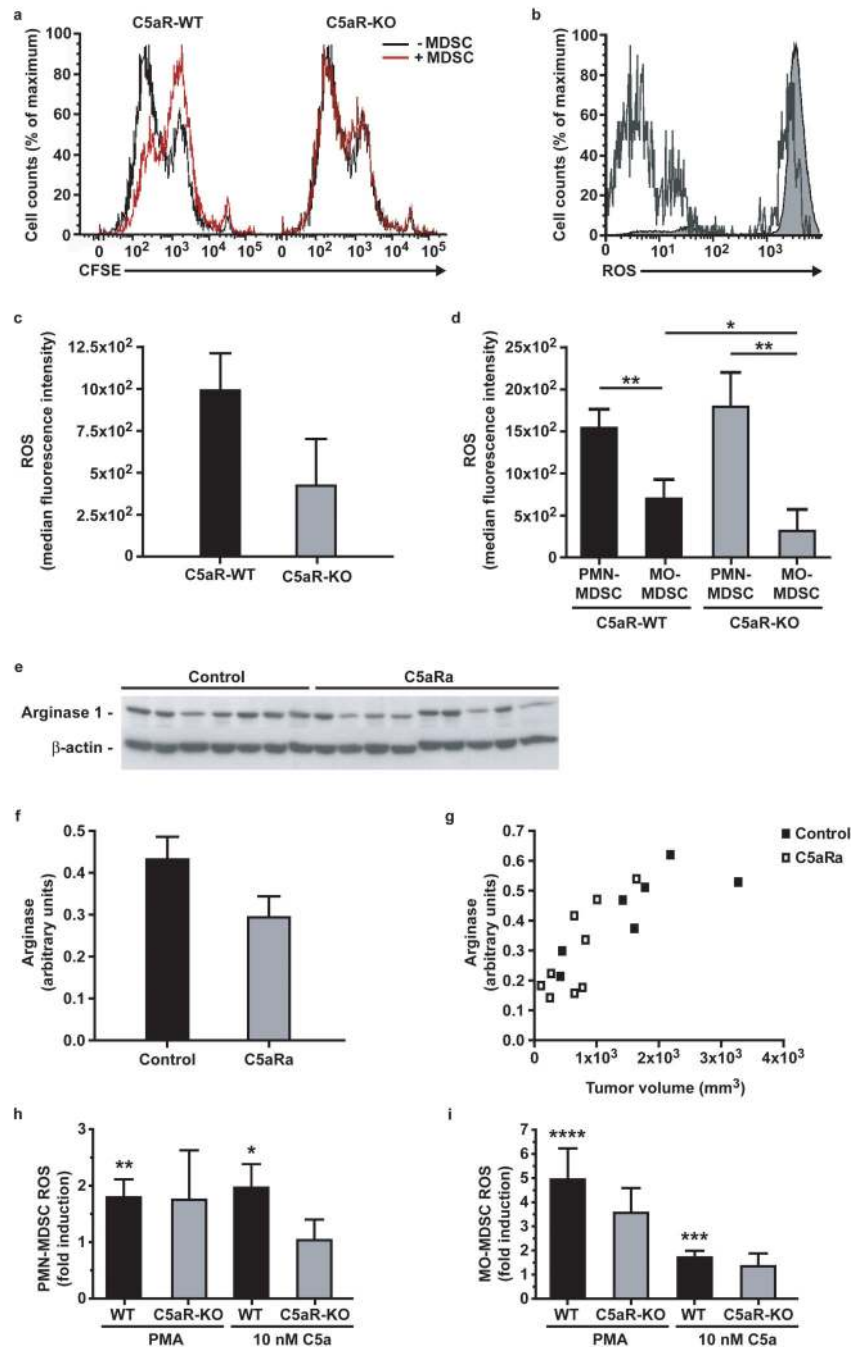 a
C5aR-WT
C5aR-KO
- MDSC
+ MDSC
Cell counts (% of maximum)
100
80
60
40
20
0
0 10² 10³ 10⁴ 10⁵
0 10² 10³ 10⁴ 10⁵
CFSE
b
Cell counts (% of maximum)
100
80
60
40
20
0
0 10¹ 10² 10³
ROS
c
ROS
(median fluorescence intensity)
12.5x10²
10x10²
7.5x10²
5x10²
2.5x10²
0
C5aR-WT C5aR-KO
d
ROS
(median fluorescence intensity)
25x10²
20x10²
15x10²
10x10²
5x10²
0
*
** **
PMN-MDSC MO-MDSC PMN-MDSC MO-MDSC
C5aR-WT C5aR-KO
e
Control C5aRa
Arginase 1 -
β-actin -
f
Arginase
(arbitrary units)
0.5
0.4
0.3
0.2
0.1
0.0
Control C5aRa
g
Arginase
(arbitrary units)
0.7
0.6
0.5
0.4
0.3
0.2
0.1
0.0
0 1x10³ 2x10³ 3x10³ 4x10³
Tumor volume (mm³)
Control
C5aRa
h
PMN-MDSC ROS
(fold induction)
3
2
1
0
** *
WT C5aR-KO WT C5aR-KO
PMA 10 nM C5a
i
MO-MDSC ROS
(fold induction)
7
6
5
4
3
2
1
0
**** ***
WT C5aR-KO WT C5aR-KO
PMA 10 nM C5a